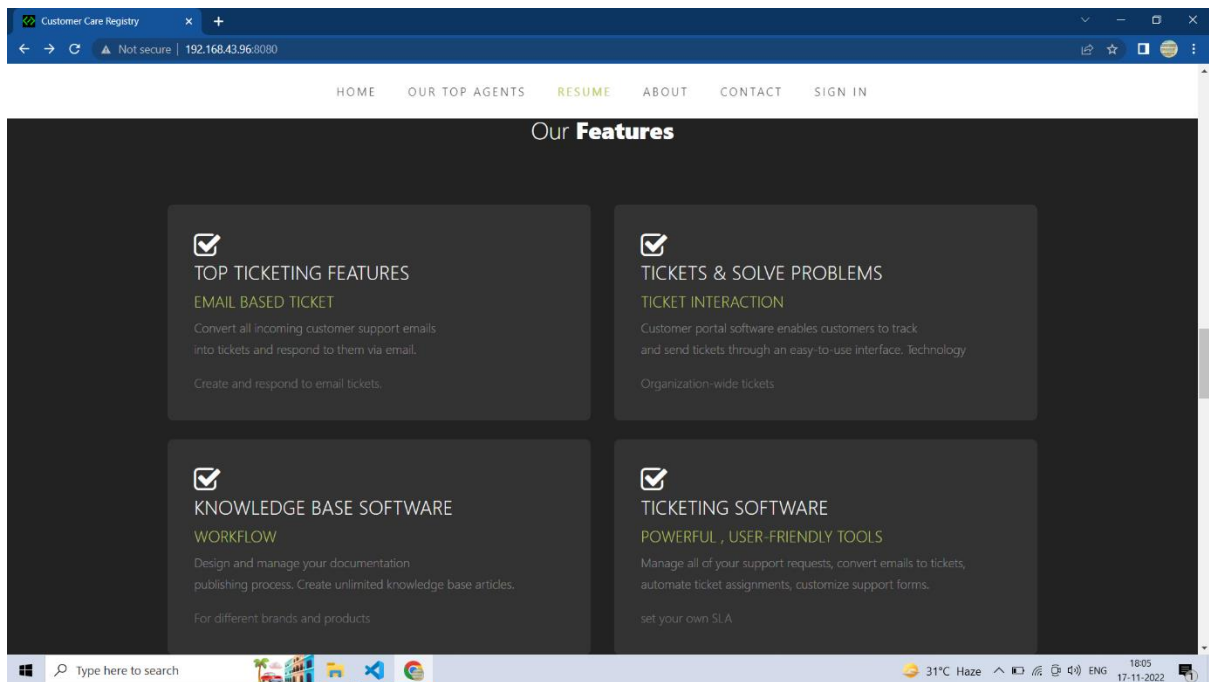 Customer Care Registry
Not secure | 192.168.43.96:8080
HOME OUR TOP AGENTS RESUME ABOUT CONTACT SIGN IN
Our Features
TOP TICKETING FEATURES
EMAIL BASED TICKET
Convert all incoming customer support emails
into tickets and respond to them via email.
Create and respond to email tickets.
TICKETS & SOLVE PROBLEMS
TICKET INTERACTION
Customer portal software enables customers to track
and send tickets through an easy-to-use interface. Technology
Organization-wide tickets
KNOWLEDGE BASE SOFTWARE
WORKFLOW
Design and manage your documentation
publishing process. Create unlimited knowledge base articles.
For different brands and products
TICKETING SOFTWARE
POWERFUL , USER-FRIENDLY TOOLS
Manage all of your support requests, convert emails to tickets,
automate ticket assignments, customize support forms.
set your own SLA
Type here to search
31°C Haze
ENG
18:05
17-11-2022
1